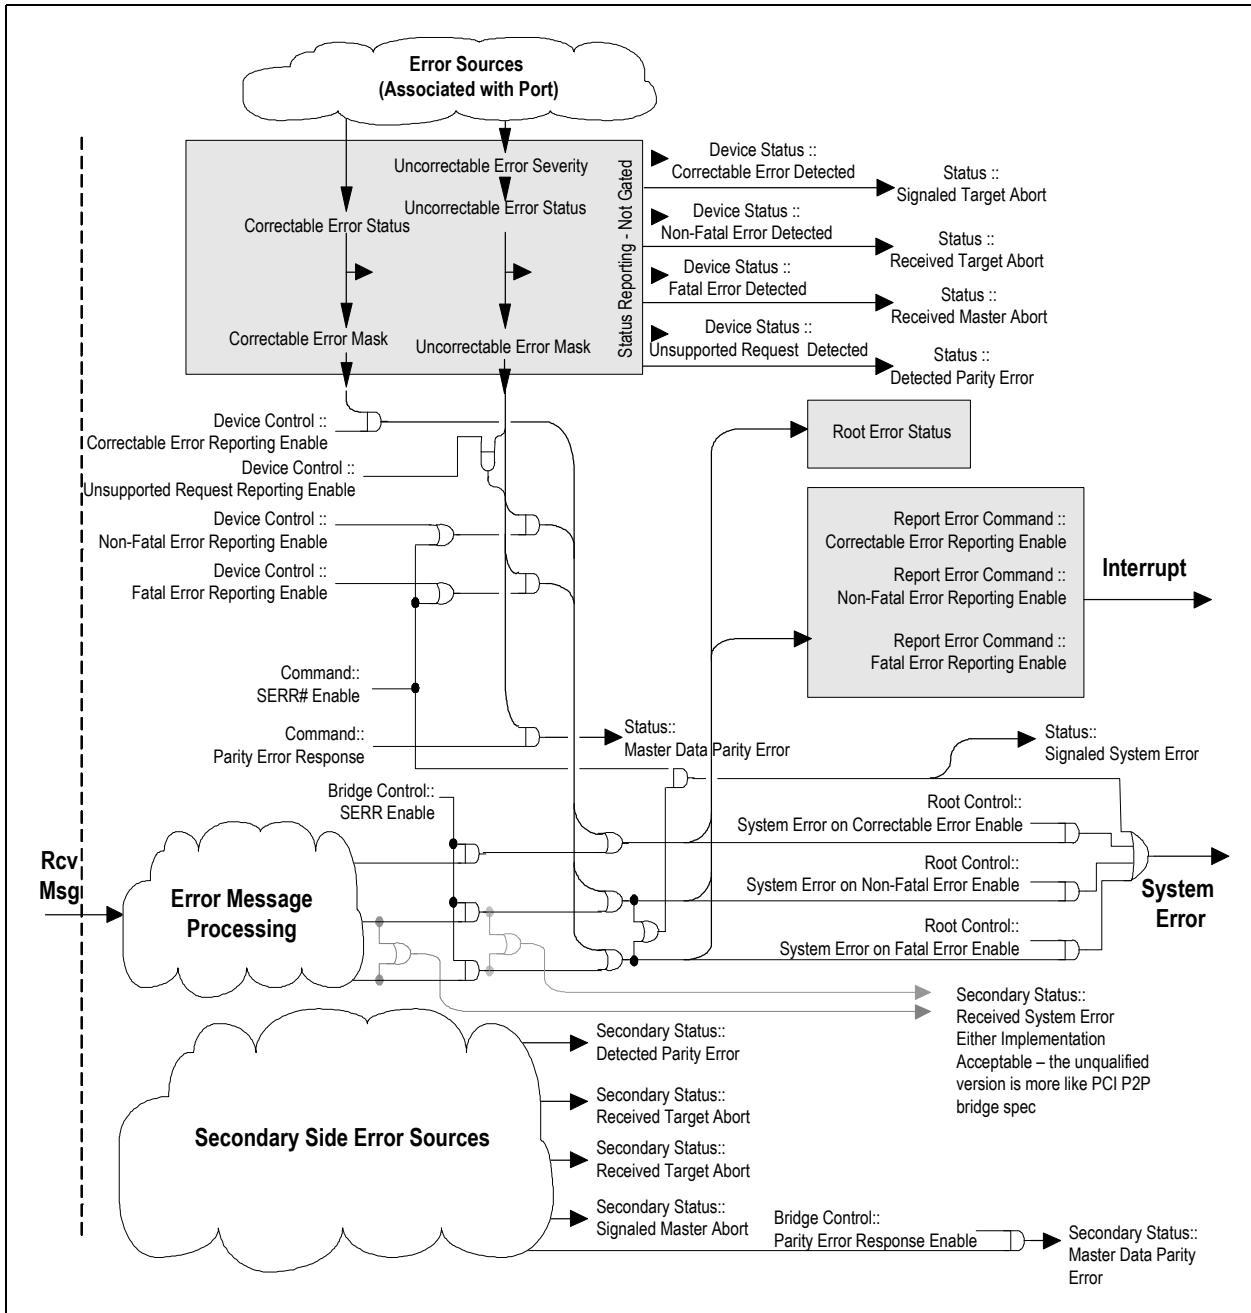 Error Sources
(Associated with Port)
Uncorrectable Error Severity
Uncorrectable Error Status
Correctable Error Status
Correctable Error Mask
Uncorrectable Error Mask
Status Reporting - Not Gated
Device Status ::
Correctable Error Detected
Status ::
Signaled Target Abort
Device Status ::
Non-Fatal Error Detected
Status ::
Received Target Abort
Device Status ::
Fatal Error Detected
Status ::
Received Master Abort
Device Status ::
Unsupported Request Detected
Status ::
Detected Parity Error
Device Control ::
Correctable Error Reporting Enable
Device Control ::
Unsupported Request Reporting Enable
Device Control ::
Non-Fatal Error Reporting Enable
Device Control ::
Fatal Error Reporting Enable
Root Error Status
Report Error Command ::
Correctable Error Reporting Enable
Report Error Command ::
Non-Fatal Error Reporting Enable
Report Error Command ::
Fatal Error Reporting Enable
Interrupt
Command::
SERR# Enable
Command::
Parity Error Response
Status::
Master Data Parity Error
Status::
Signaled System Error
Bridge Control::
SERR Enable
Root Control::
System Error on Correctable Error Enable
Root Control::
System Error on Non-Fatal Error Enable
Root Control::
System Error on Fatal Error Enable
System
Error
Rcv
Msg
Error Message
Processing
Secondary Status::
Received System Error
Either Implementation
Acceptable – the unqualified
version is more like PCI P2P
bridge spec
Secondary Side Error Sources
Secondary Status::
Detected Parity Error
Secondary Status::
Received Target Abort
Secondary Status::
Received Target Abort
Secondary Status::
Signaled Master Abort
Bridge Control::
Parity Error Response Enable
Secondary Status::
Master Data Parity
Error